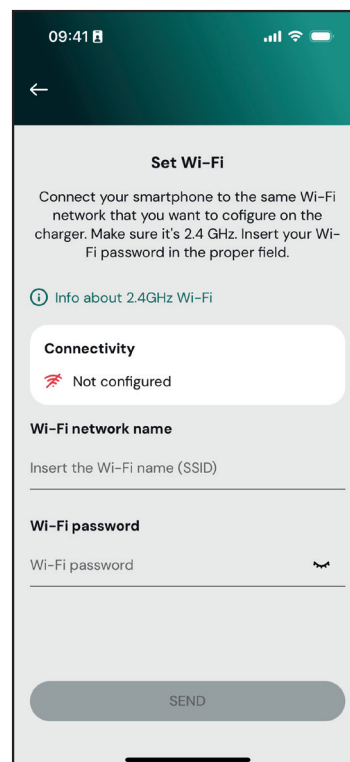 09:41
Set Wi-Fi
Connect your smartphone to the same Wi-Fi
network that you want to cofigure on the
charger. Make sure it's 2.4 GHz. Insert your Wi-
Fi password in the proper field.
Info about 2.4GHz Wi-Fi
Connectivity
Not configured
Wi-Fi network name
Insert the Wi-Fi name (SSID)
Wi-Fi password
Wi-Fi password
SEND